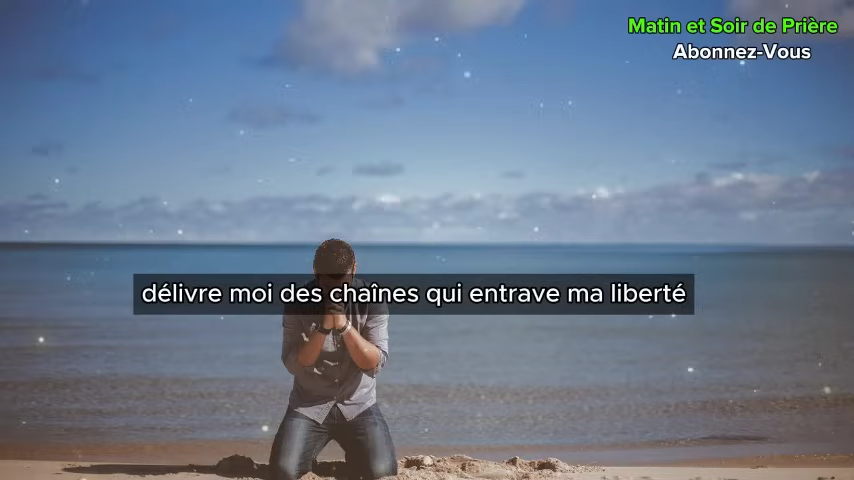 Matin et Soir de Prière
Abonnez-Vous
délivre moi des chaînes qui entrave ma liberté